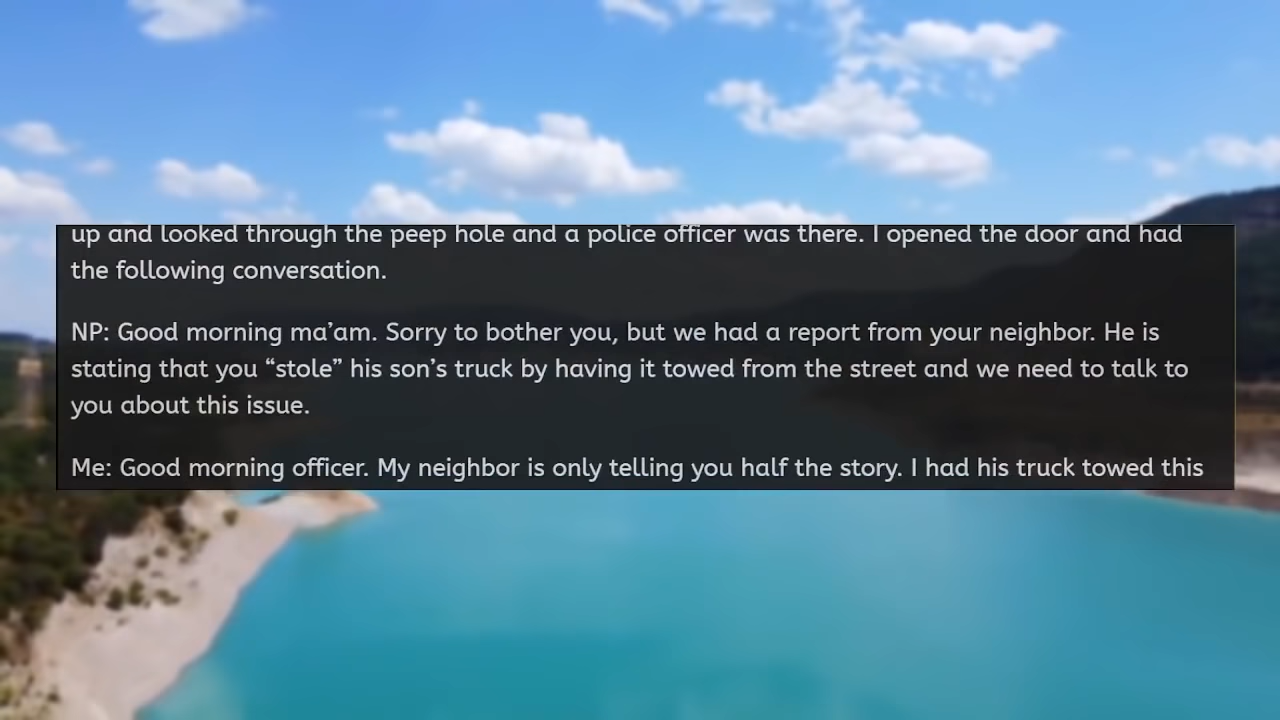 up and looked through the peep hole and a police officer was there. I opened the door and had
the following conversation.
NP: Good morning ma’am. Sorry to bother you, but we had a report from your neighbor. He is
stating that you “stole” his son’s truck by having it towed from the street and we need to talk to
you about this issue.
Me: Good morning officer. My neighbor is only telling you half the story. I had his truck towed this